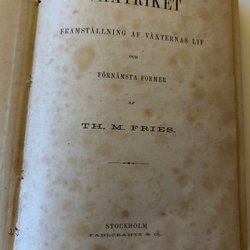 VÄXTRIKET
FRAMSTÄLLNING AF VÄXTERNAS LIF
OCH
FÖRNÄMSTA FORMER
AF
TH. M. FRIES.
STOCKHOLM
FAHLCRANTZ & C.